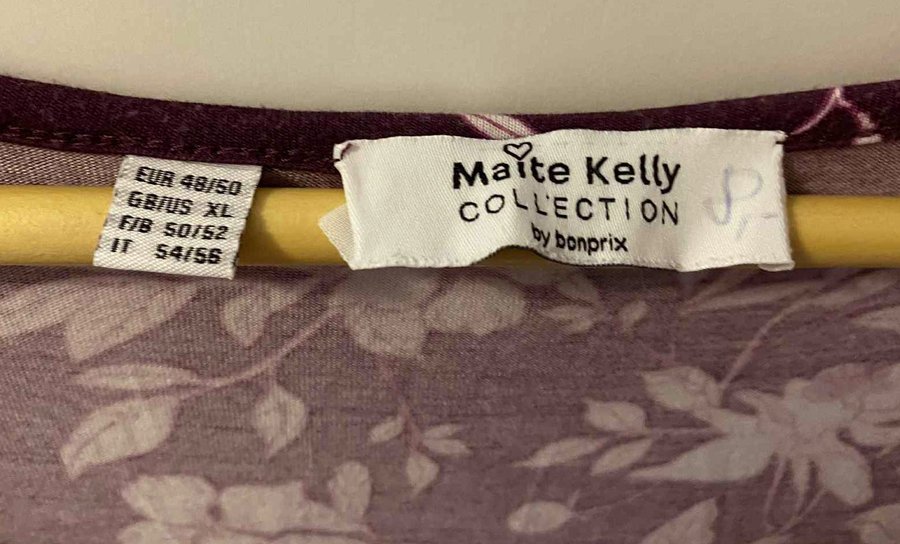 EUR 48/50
GB/US XL
F/B 50/52
IT 54/56
Maite Kelly
COLLECTION
by bonprix